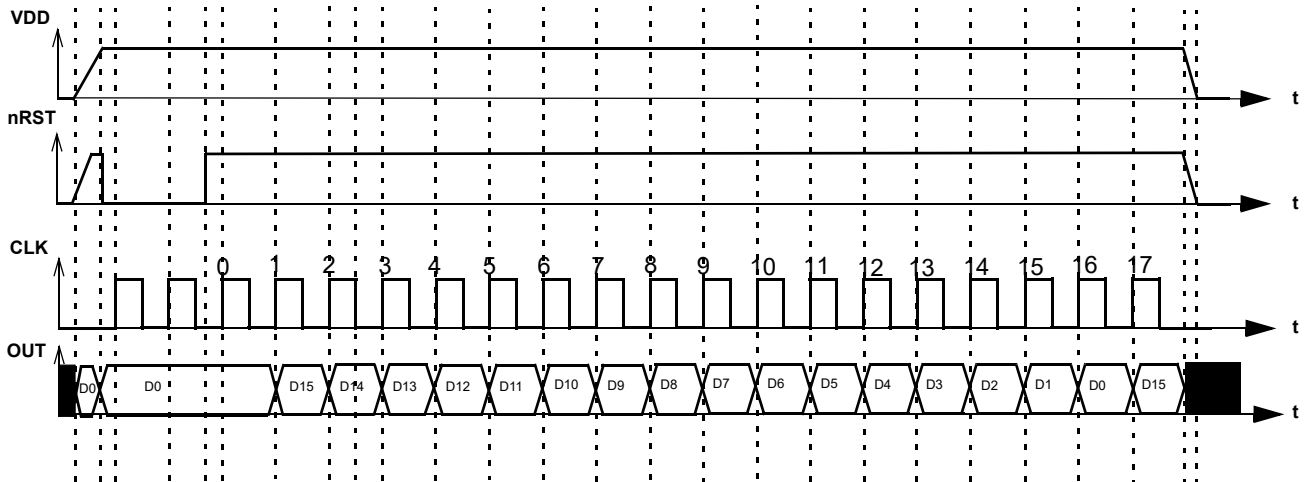 VDD
t
nRST
t
CLK
0 1 2 3 4 5 6 7 8 9 10 11 12 13 14 15 16 17
t
OUT
D0 D0 D15 D14 D13 D12 D11 D10 D9 D8 D7 D6 D5 D4 D3 D2 D1 D0 D15
t